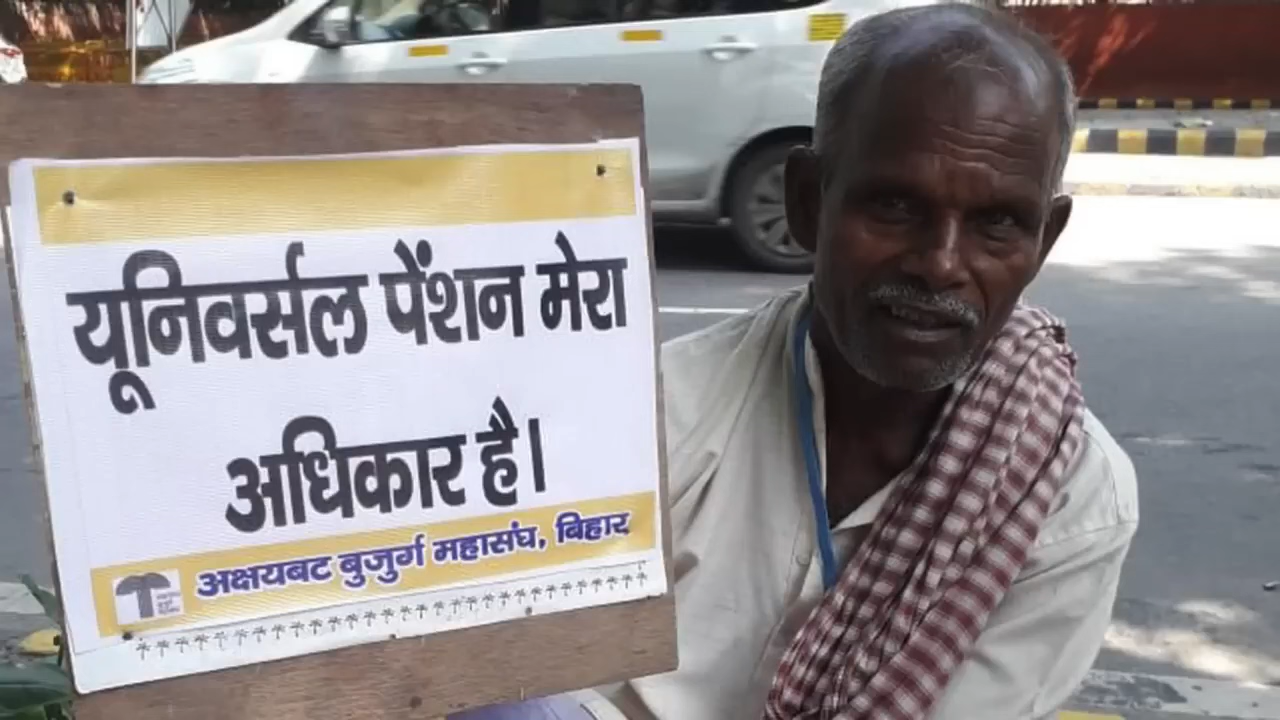 यूनिवर्सल पेंशन मेरा
अधिकार है।
अक्षयबट बुजुर्ग महासंघ, बिहार